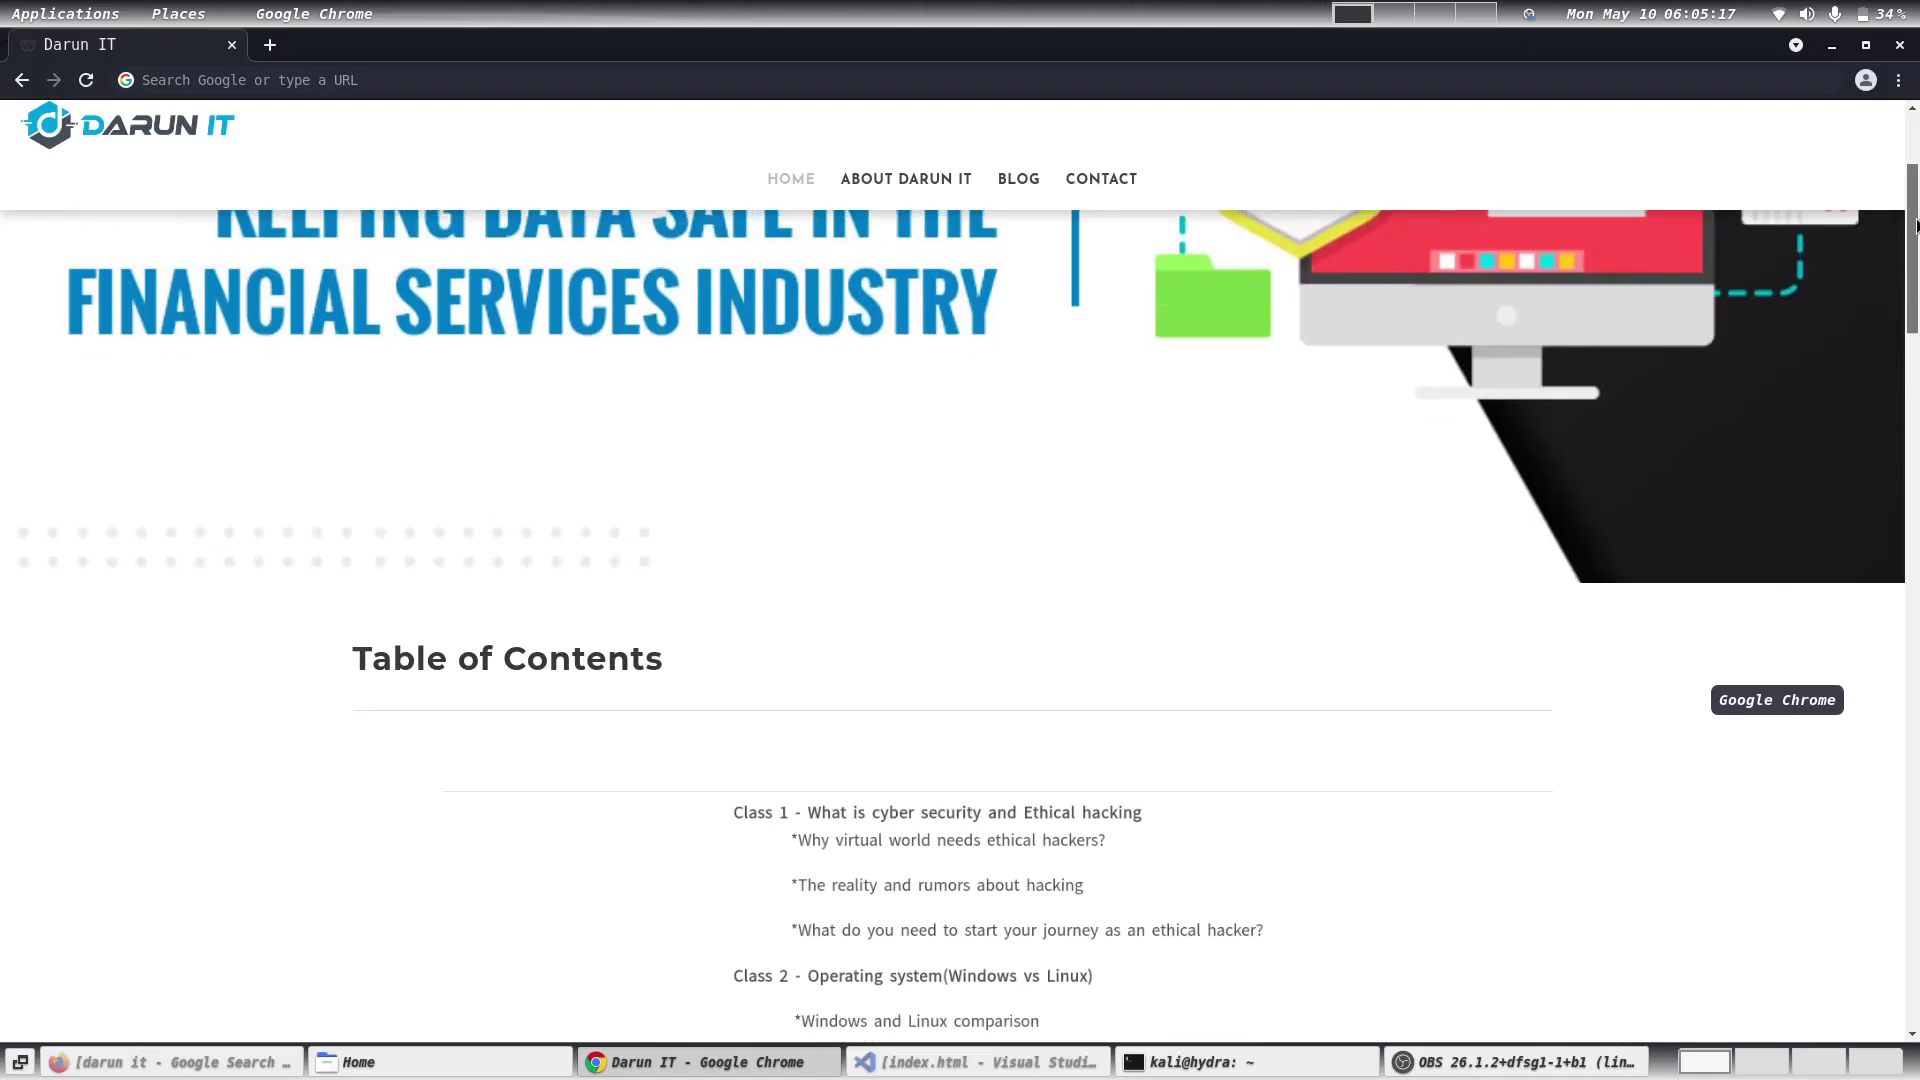 Applications Places Google Chrome Mon May 10 06:05:17 34%
Darun IT
Search Google or type a URL
DARUN IT
HOME ABOUT DARUN IT BLOG CONTACT
KEEPING DATA SAFE IN THE
FINANCIAL SERVICES INDUSTRY
Table of Contents
Google Chrome
Class 1 - What is cyber security and Ethical hacking
*Why virtual world needs ethical hackers?
*The reality and rumors about hacking
*What do you need to start your journey as an ethical hacker?
Class 2 - Operating system(Windows vs Linux)
*Windows and Linux comparison
[darun it - Google Search … Home Darun IT - Google Chrome [index.html - Visual Studi… kali@hydra: ~ OBS 26.1.2+dfsg1-1+b1 (lin…